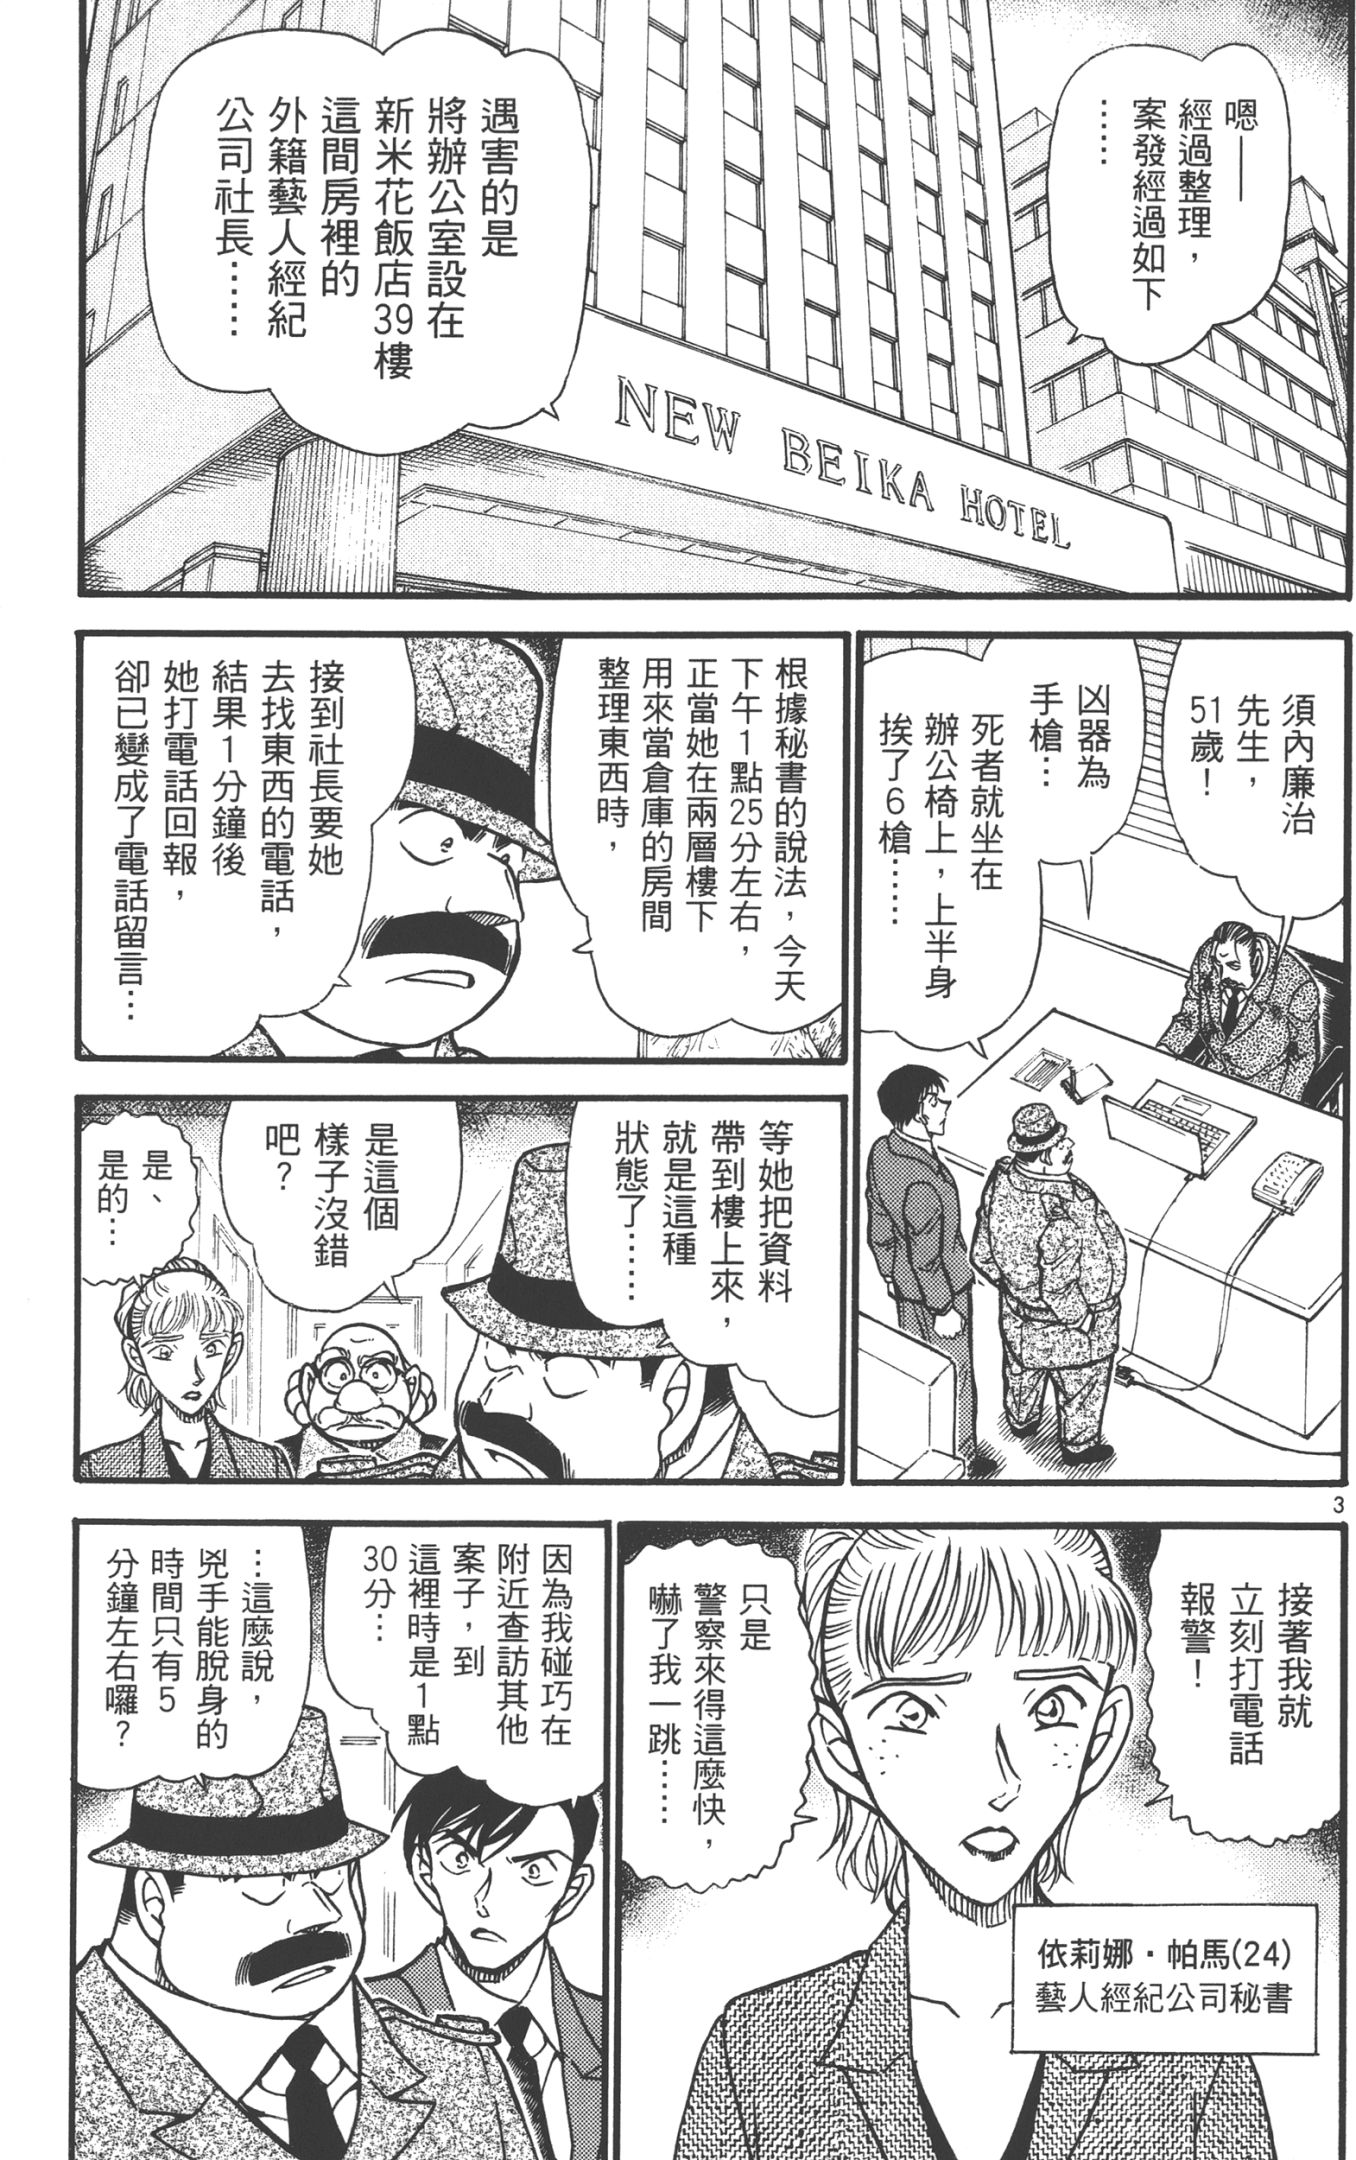 嗯——
經過整理，
案發經過如下
……
遇害的是
將辦公室設在
新米花飯店39樓
這間房裡的
外籍藝人經紀
公司社長……
NEW BEIKA HOTEL
須內廉治
先生，
51歲！
凶器為
手槍…
死者就坐在
辦公椅上，上半身
挨了6槍……
根據秘書的說法，今天
下午1點25分左右，
正當她在兩層樓下
用來當倉庫的房間
整理東西時，
接到社長要她
去找東西的電話，
結果1分鐘後
她打電話回報，
卻已變成了電話留言…
等她把資料
帶到樓上來，
就是這種
狀態了……
是這個
樣子沒錯
吧？
是、
是的…
3
接著我就
立刻打電話
報警！
只是
警察來得這麼快，
嚇了我一跳……
依莉娜·帕馬(24)
藝人經紀公司秘書
因為我碰巧在
附近查訪其他
案子，到
這裡時是1點
30分…
…這麼說，
兇手能脫身的
時間只有5
分鐘左右囉？